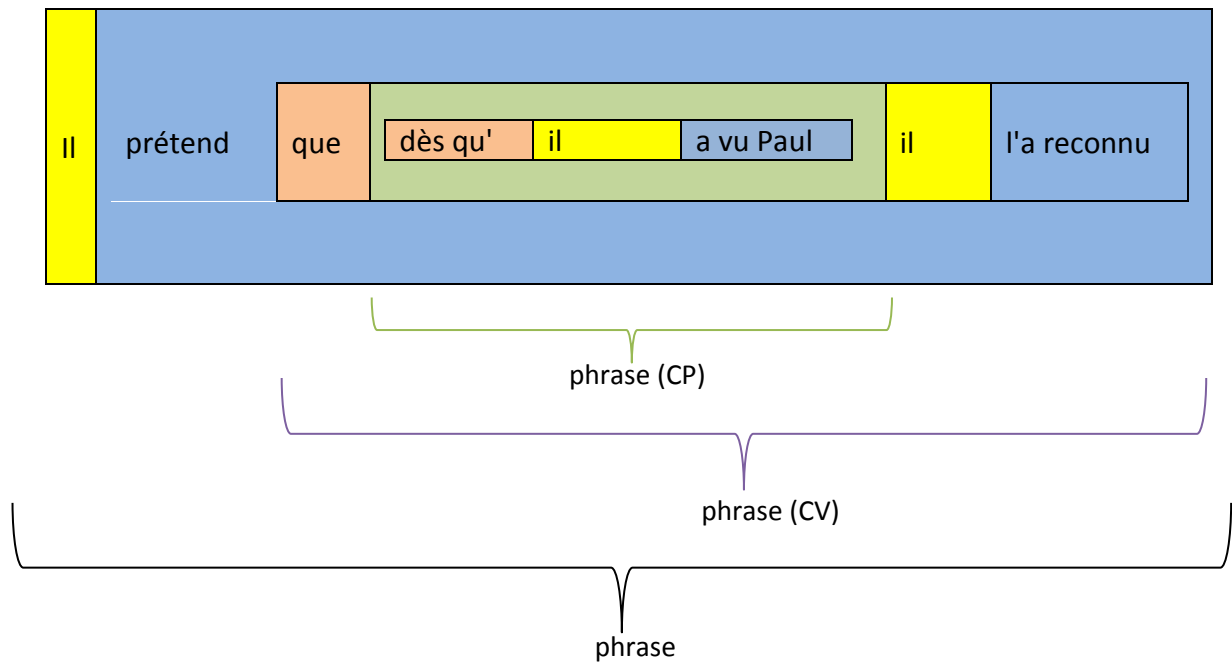 Il prétend que dès qu' il a vu Paul il l'a reconnu
phrase (CP)
phrase (CV)
phrase